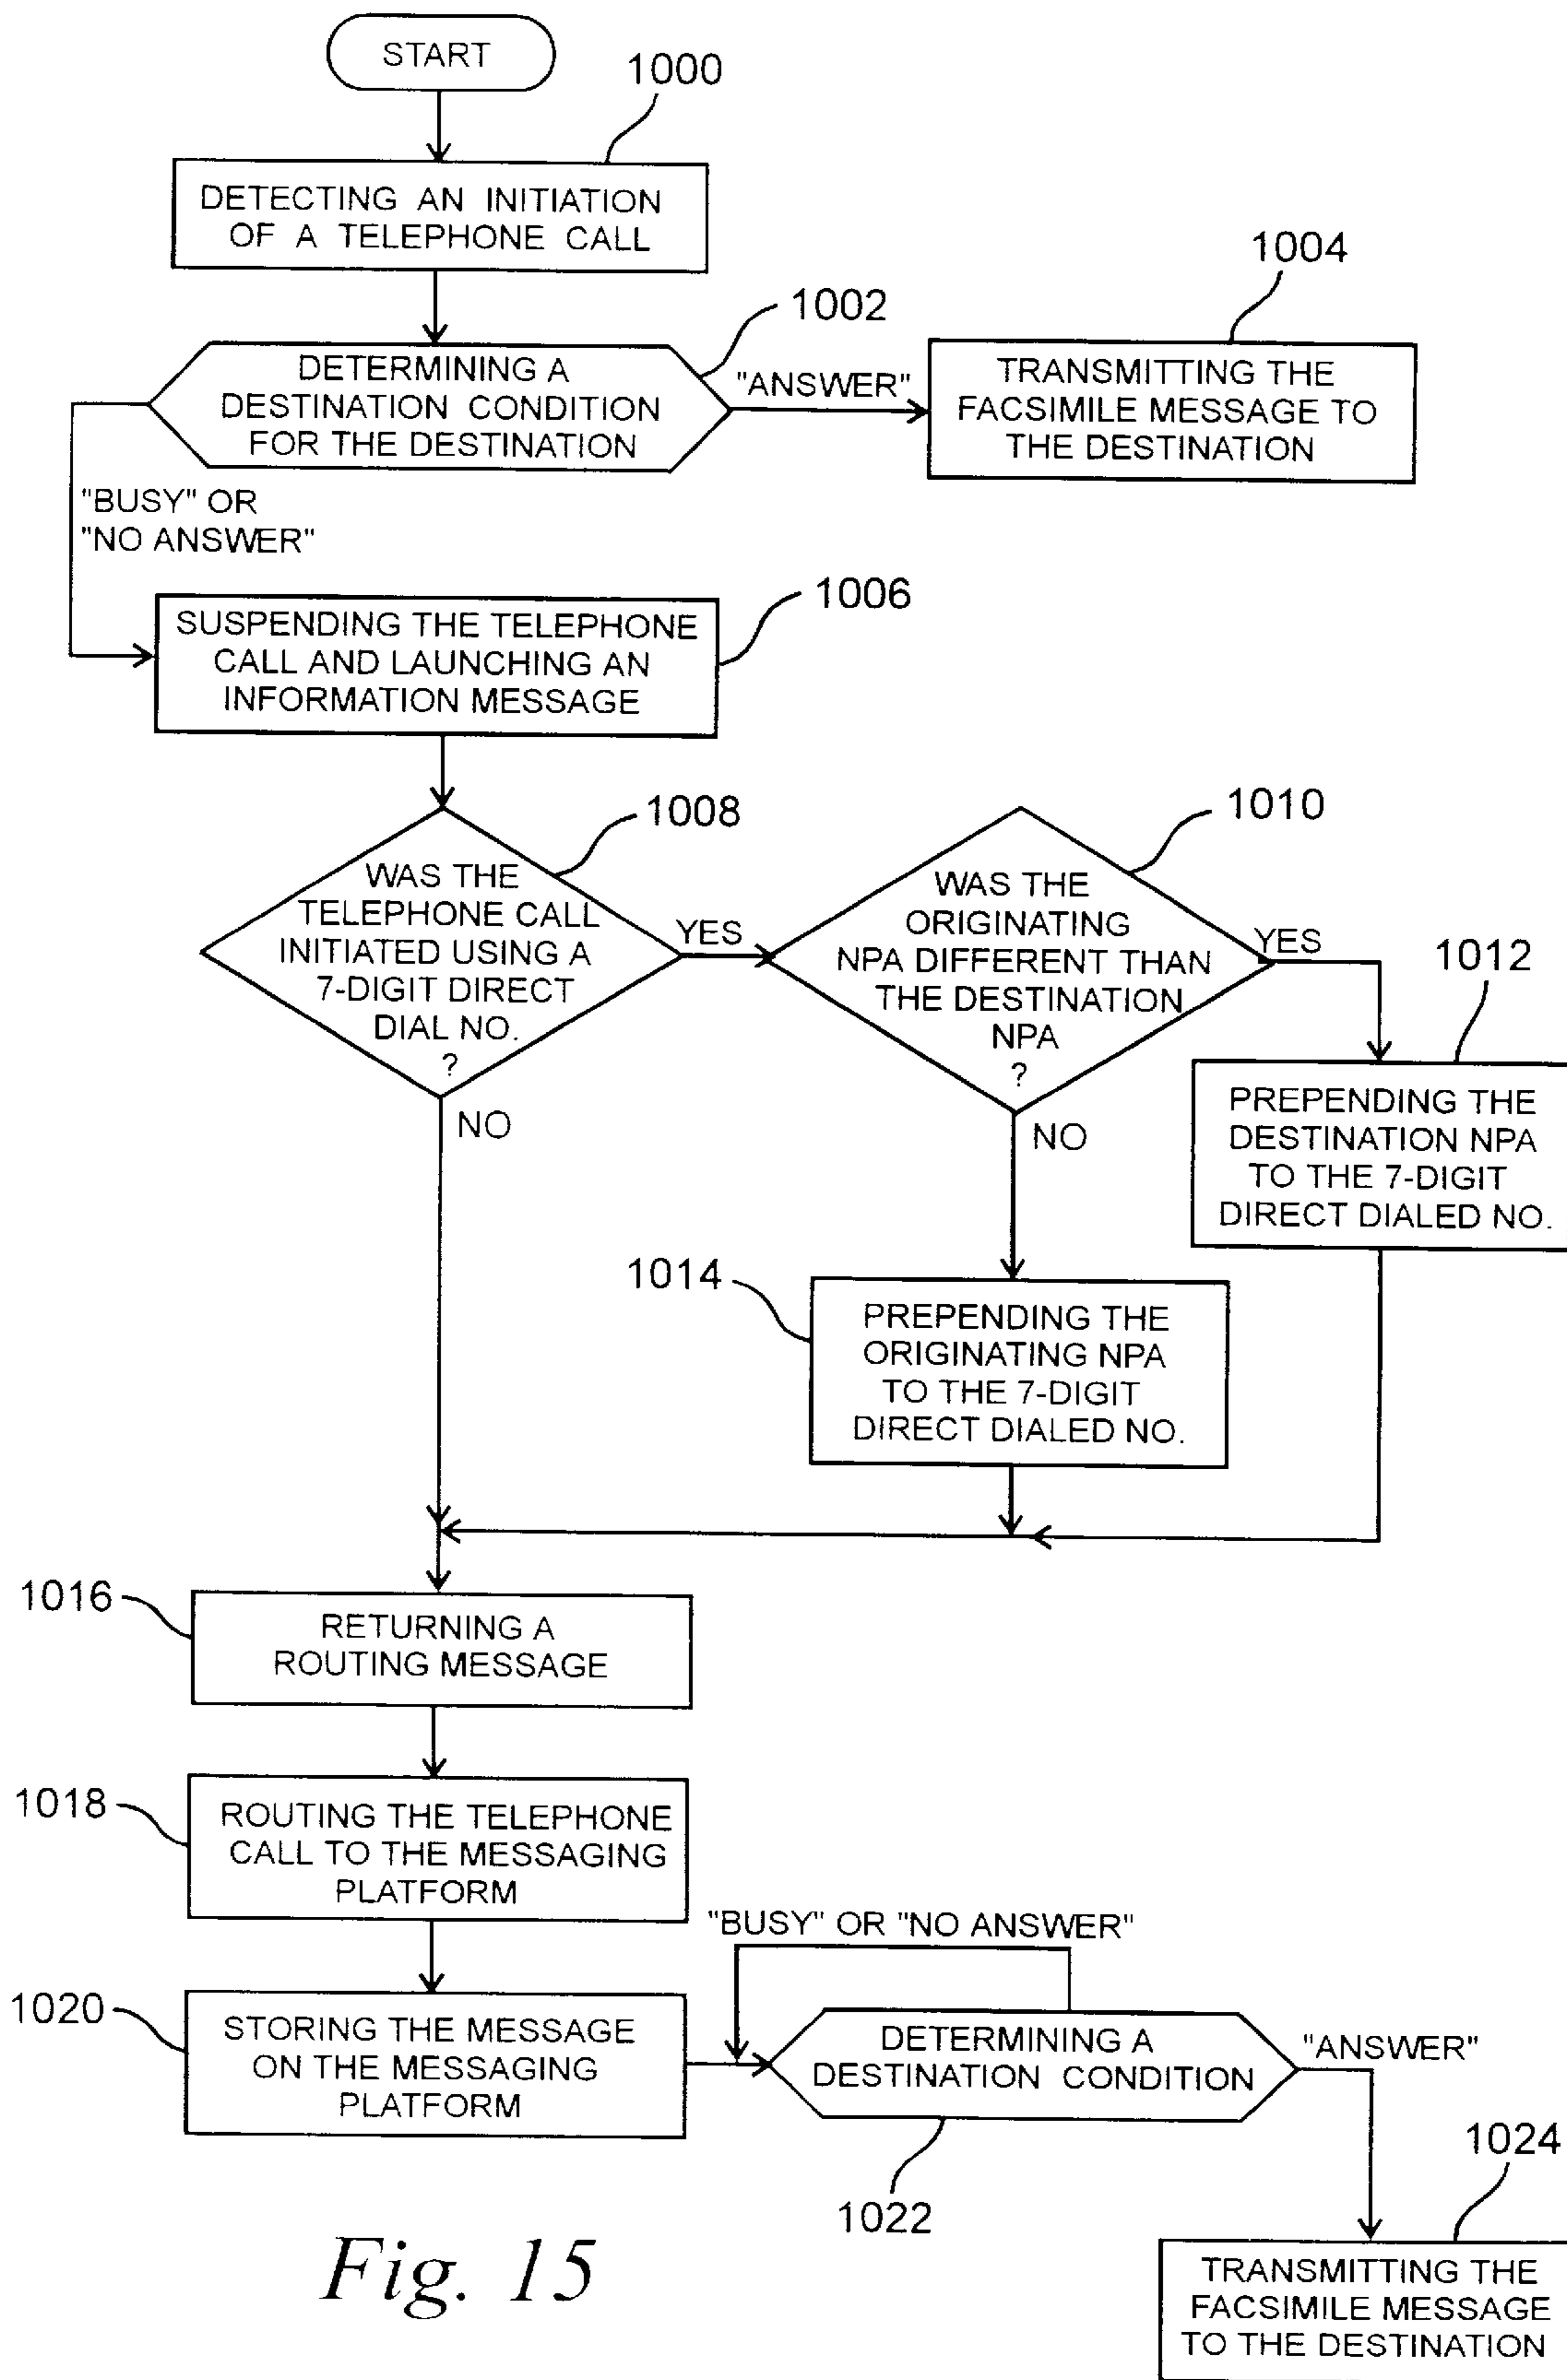 START
1000
DETECTING AN INITIATION
OF A TELEPHONE CALL
1002
DETERMINING A
DESTINATION CONDITION
FOR THE DESTINATION
"ANSWER"
1004
TRANSMITTING THE
FACSIMILE MESSAGE TO
THE DESTINATION
"BUSY" OR
"NO ANSWER"
1006
SUSPENDING THE TELEPHONE
CALL AND LAUNCHING AN
INFORMATION MESSAGE
1008
WAS THE
TELEPHONE CALL
INITIATED USING A
7-DIGIT DIRECT
DIAL NO.
?
YES
NO
1010
WAS THE
ORIGINATING
NPA DIFFERENT THAN
THE DESTINATION
NPA
?
YES
NO
1012
PREPENDING THE
DESTINATION NPA
TO THE 7-DIGIT
DIRECT DIALED NO.
1014
PREPENDING THE
ORIGINATING NPA
TO THE 7-DIGIT
DIRECT DIALED NO.
1016
RETURNING A
ROUTING MESSAGE
1018
ROUTING THE TELEPHONE
CALL TO THE MESSAGING
PLATFORM
1020
STORING THE MESSAGE
ON THE MESSAGING
PLATFORM
"BUSY" OR "NO ANSWER"
DETERMINING A
DESTINATION CONDITION
1022
"ANSWER"
1024
TRANSMITTING THE
FACSIMILE MESSAGE
TO THE DESTINATION
Fig. 15